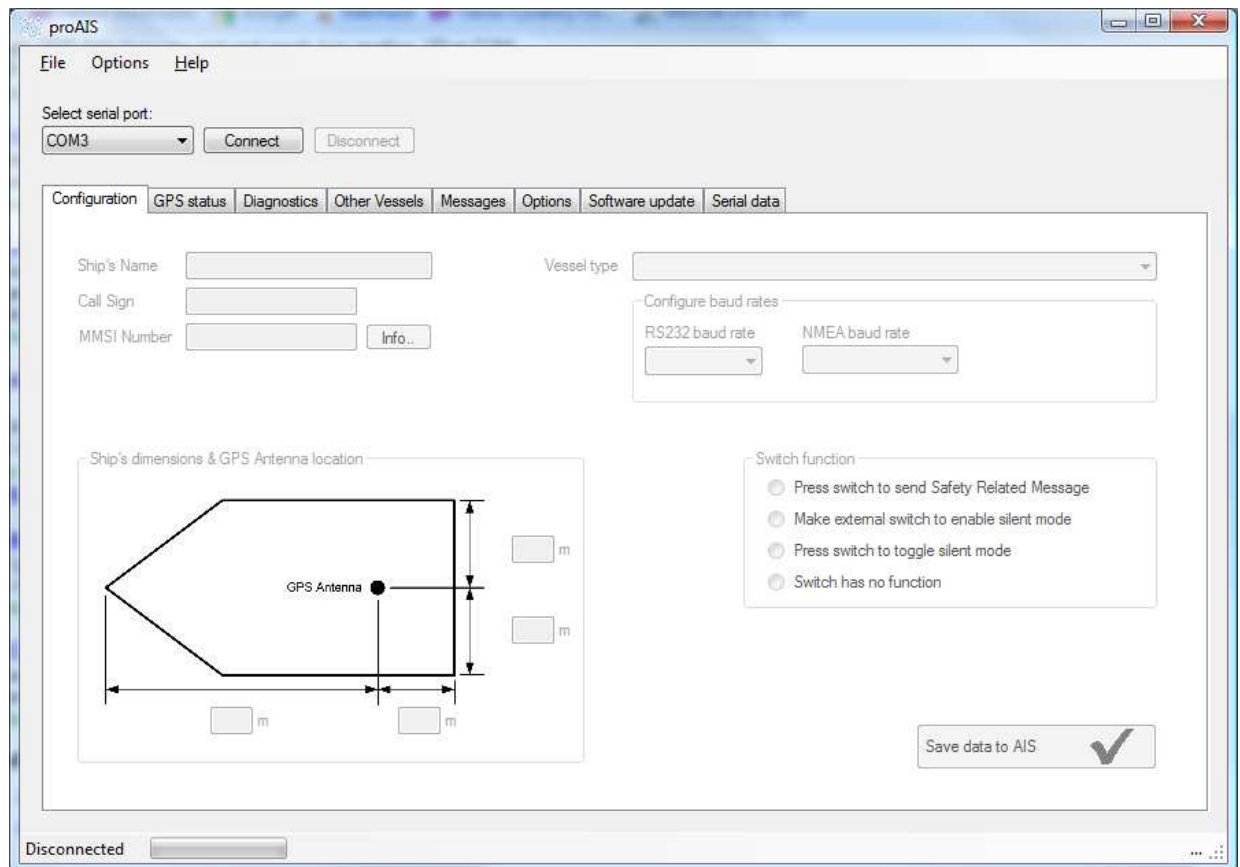 proAIS
File Options Help
Select serial port:
COM3 Connect Disconnect
Configuration GPS status Diagnostics Other Vessels Messages Options Software update Serial data
Ship's Name
Vessel type
Call Sign
Configure baud rates
MMSI Number Info..
RS232 baud rate NMEA baud rate
Ship's dimensions & GPS Antenna location
GPS Antenna
m
m
m m
Switch function
Press switch to send Safety Related Message
Make external switch to enable silent mode
Press switch to toggle silent mode
Switch has no function
Save data to AIS
Disconnected ...